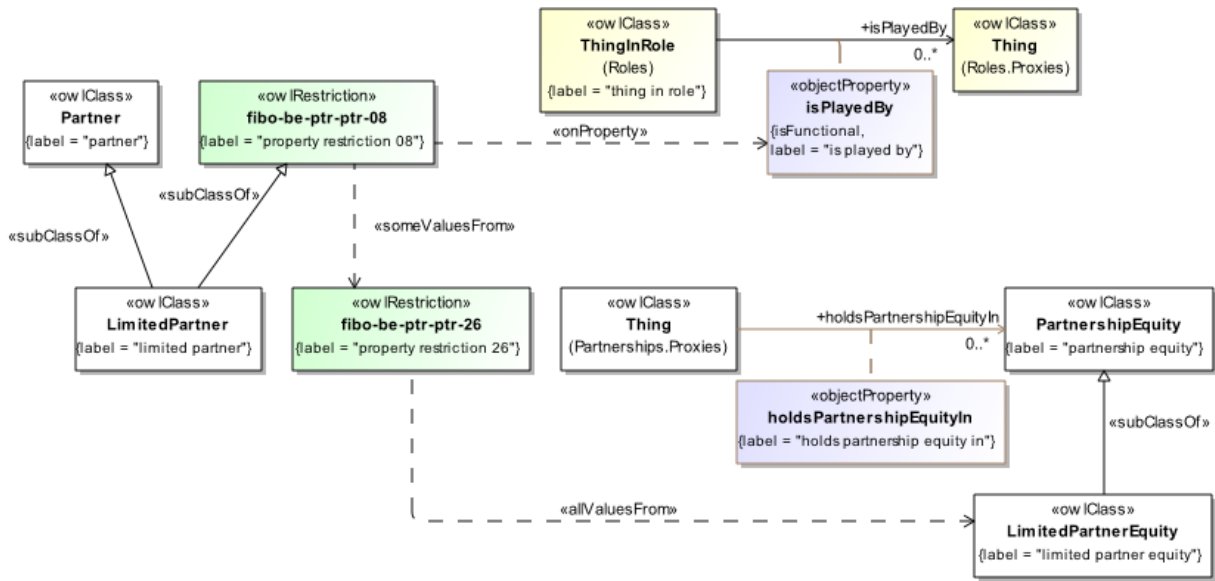 «owlClass»
ThingInRole
(Roles)
{label = "thing in role"}
+isPlayedBy
0..*
«owlClass»
Thing
(Roles.Proxies)
«owlClass»
Partner
{label = "partner"}
«owlRestriction»
fibo-be-ptr-ptr-08
{label = "property restriction 08"}
«onProperty»
«objectProperty»
isPlayedBy
{isFunctional,
label = "is played by"}
«subClassOf»
«subClassOf»
«someValuesFrom»
«owlClass»
LimitedPartner
{label = "limited partner"}
«owlRestriction»
fibo-be-ptr-ptr-26
{label = "property restriction 26"}
«owlClass»
Thing
(Partnerships.Proxies)
+holdsPartnershipEquityIn
0..*
«owlClass»
PartnershipEquity
{label = "partnership equity"}
«objectProperty»
holdsPartnershipEquityIn
{label = "holds partnership equity in"}
«subClassOf»
«allValuesFrom»
«owlClass»
LimitedPartnerEquity
{label = "limited partner equity"}